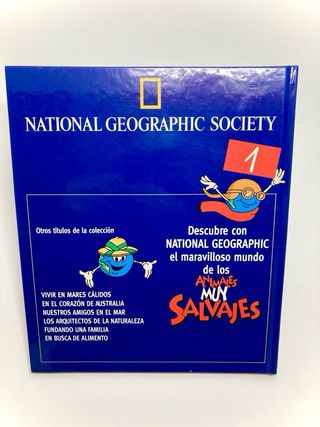 NATIONAL GEOGRAPHIC SOCIETY
1
Otros títulos de la colección
VIVIR EN MARES CÁLIDOS
EN EL CORAZÓN DE AUSTRALIA
NUESTROS AMIGOS EN EL MAR
LOS ARQUITECTOS DE LA NATURALEZA
FUNDANDO UNA FAMILIA
EN BUSCA DE ALIMENTO
Descubre con
NATIONAL GEOGRAPHIC
el maravilloso mundo
de los
ANIMALES
MUY
SALVAJES